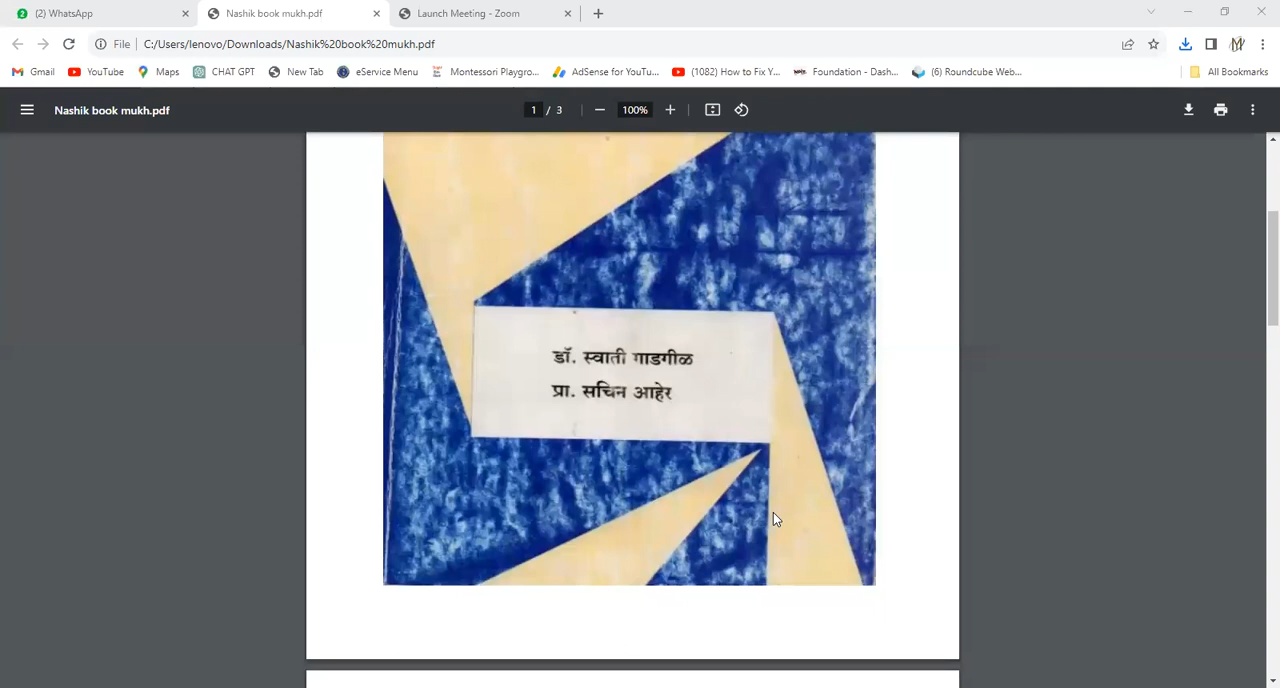 (2) WhatsApp
Nashik book mukh.pdf
Launch Meeting - Zoom
File C:/Users/lenovo/Downloads/Nashik%20book%20mukh.pdf
Gmail YouTube Maps CHAT GPT New Tab eService Menu Montessori Playgro... AdSense for YouTu... (1082) How to Fix Y... Foundation - Dash... (6) Roundcube Web... All Bookmarks
Nashik book mukh.pdf 1 / 3 100%
डॉ. स्वाती गाडगीळ
प्रा. सचिन आहेर